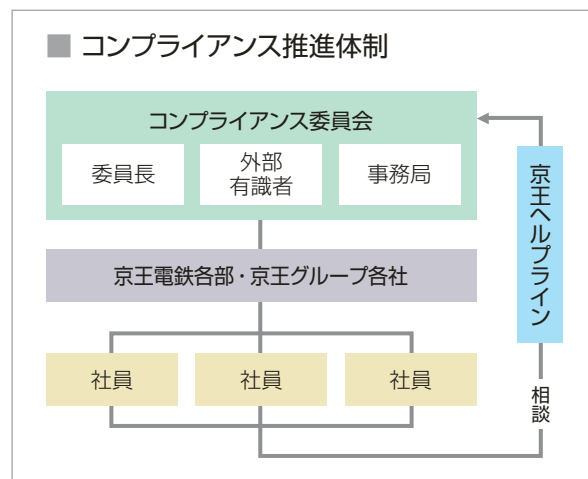 ■ コンプライアンス推進体制
コンプライアンス委員会
委員長
外部
有識者
事務局
京王電鉄各部・京王グループ各社
社員
社員
社員
京王ヘルプライン
相談